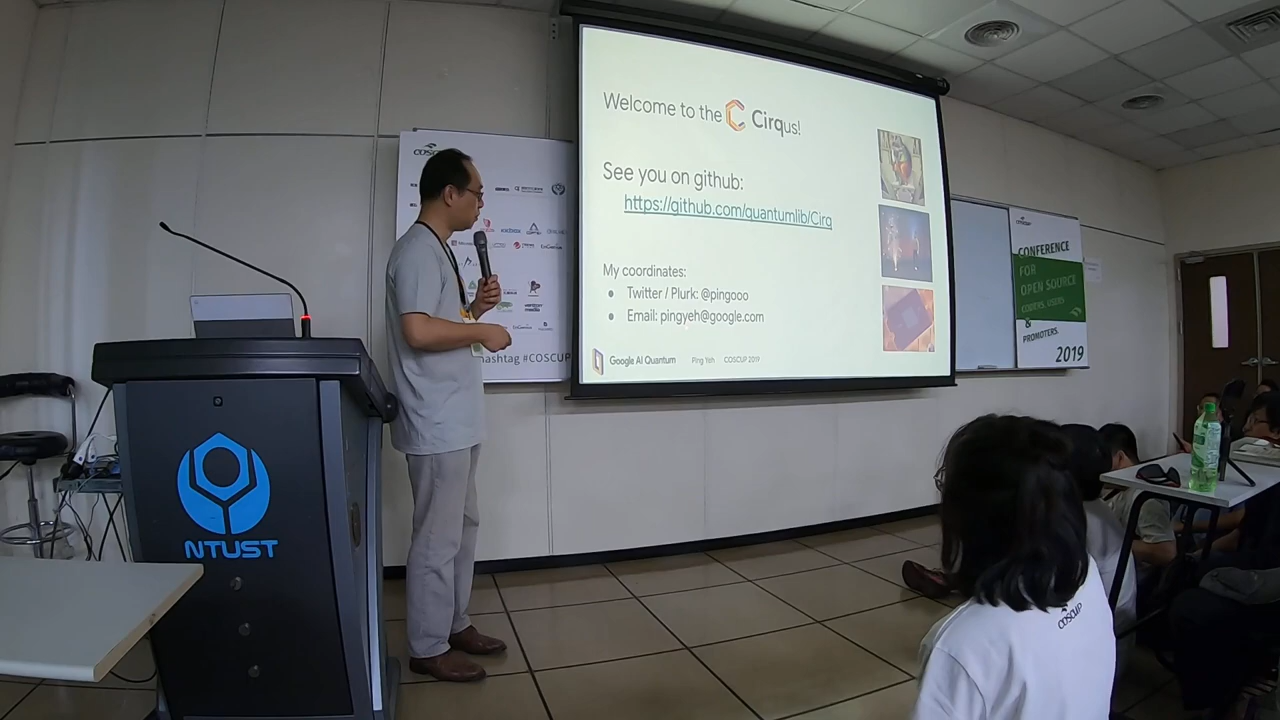 Welcome to the Cirqus!
See you on github:
https://github.com/quantumlib/Cirq
My coordinates:
• Twitter / Plurk: @pingooo
• Email: pingyeh@google.com
Google AI Quantum Ping Yeh COSCUP 2019
hashtag #COSCUP
CONFERENCE
FOR
OPEN SOURCE
CODERS, USERS
&
PROMOTERS
2019
NTUST
COSCUP